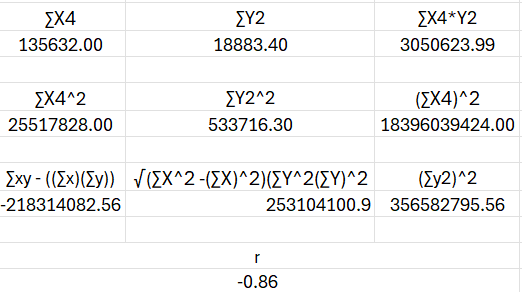 ∑X4 ∑Y2 ∑X4*Y2
135632.00 18883.40 3050623.99
∑X4^2 ∑Y2^2 (∑X4)^2
25517828.00 533716.30 18396039424.00
∑xy - ((∑x)(∑y)) √(∑X^2 -(∑X)^2)(∑Y^2(∑Y)^2 (∑y2)^2
-218314082.56 253104100.9 356582795.56
r
-0.86